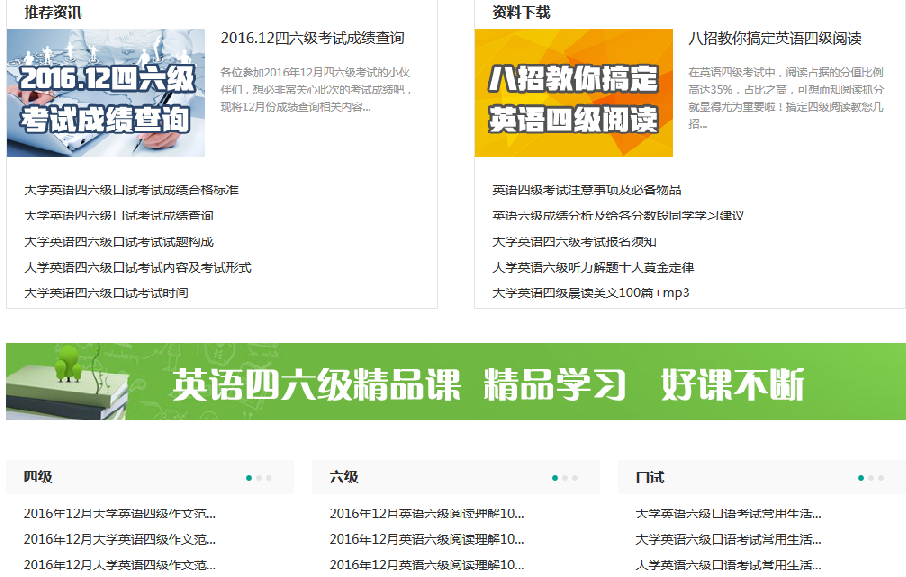 推荐资讯
2016.12四六级
考试成绩查询
2016.12四六级考试成绩查询
各位参加2016年12月四六级考试的小伙
伴们，想必非常关心此次的考试成绩吧，
现将12月份成绩查询相关内容...
大学英语四六级口试考试成绩合格标准
大学英语四六级口试考试成绩查询
大学英语四六级口试考试试题构成
大学英语四六级口试考试内容及考试形式
大学英语四六级口试考试时间
资料下载
八招教你搞定
英语四级阅读
八招教你搞定英语四级阅读
在英语四级考试中，阅读占据的分值比例
高达35%，占比之高，可想而知阅读抓分
就显得尤为重要啦！搞定四级阅读教您几
招...
英语四级考试注意事项及必备物品
英语六级成绩分析及给各分数段同学学习建议
大学英语四六级考试报名须知
大学英语六级听力解题十大黄金定律
大学英语四级晨读美文100篇+mp3
英语四六级精品课 精品学习 好课不断
四级
2016年12月大学英语四级作文范...
2016年12月大学英语四级作文范...
2016年12月大学英语四级作文范...
六级
2016年12月英语六级阅读理解10...
2016年12月英语六级阅读理解10...
2016年12月英语六级阅读理解10...
口试
大学英语六级口语考试常用生活...
大学英语六级口语考试常用生活...
大学英语六级口语考试常用生活...